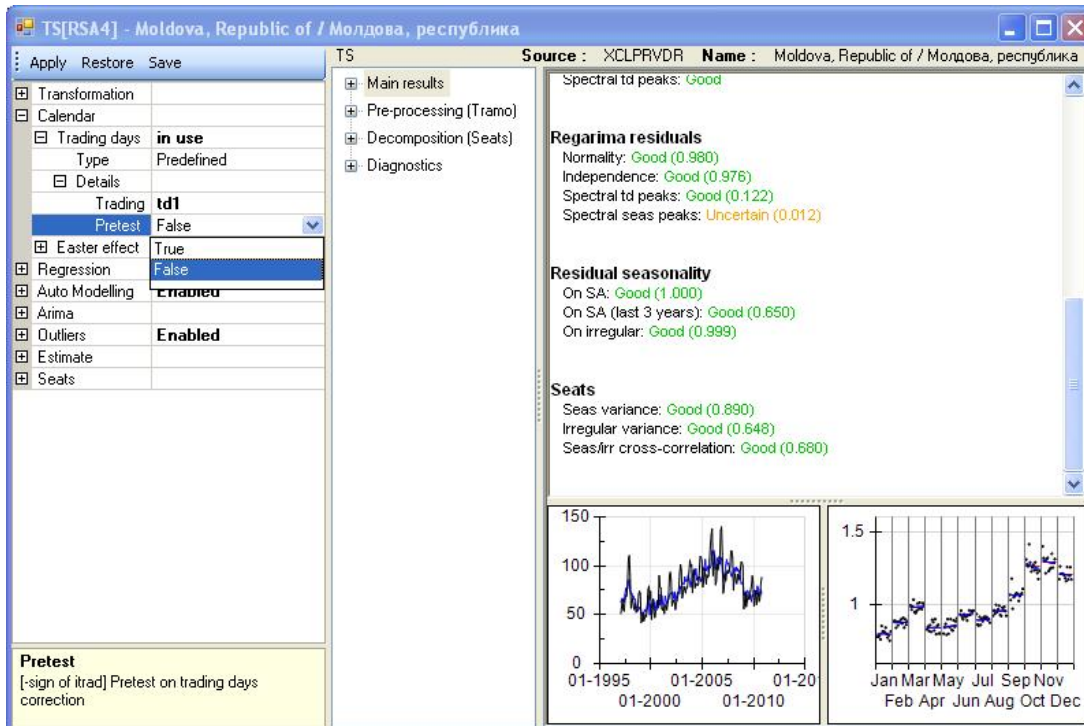 TS[RSA4] - Moldova, Republic of / Молдова, республика
Apply Restore Save
Transformation
Calendar
Trading days in use
Type Predefined
Details
Trading td1
Pretest False
Easter effect True
Regression False
Auto Modelling Enabled
Arima
Outliers Enabled
Estimate
Seats
Pretest
[-sign of itrad] Pretest on trading days
correction
TS Source : XCLPRVDR Name : Moldova, Republic of / Молдова, республика
Main results
Pre-processing (Tramo)
Decomposition (Seats)
Diagnostics
Spectral td peaks: Good
Regarima residuals
Normality: Good (0.980)
Independence: Good (0.976)
Spectral td peaks: Good (0.122)
Spectral seas peaks: Uncertain (0.012)
Residual seasonality
On SA: Good (1.000)
On SA (last 3 years): Good (0.650)
On irregular: Good (0.999)
Seats
Seas variance: Good (0.890)
Irregular variance: Good (0.648)
Seas/irr cross-correlation: Good (0.680)
150
100
50
0
01-1995 01-2005 01-20
01-2000 01-2010
1.5
1
Jan Mar May Jul Sep Nov
Feb Apr Jun Aug Oct Dec